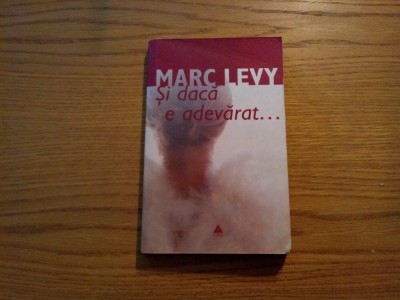 MARC LEVY
Și dacă
e adevărat...